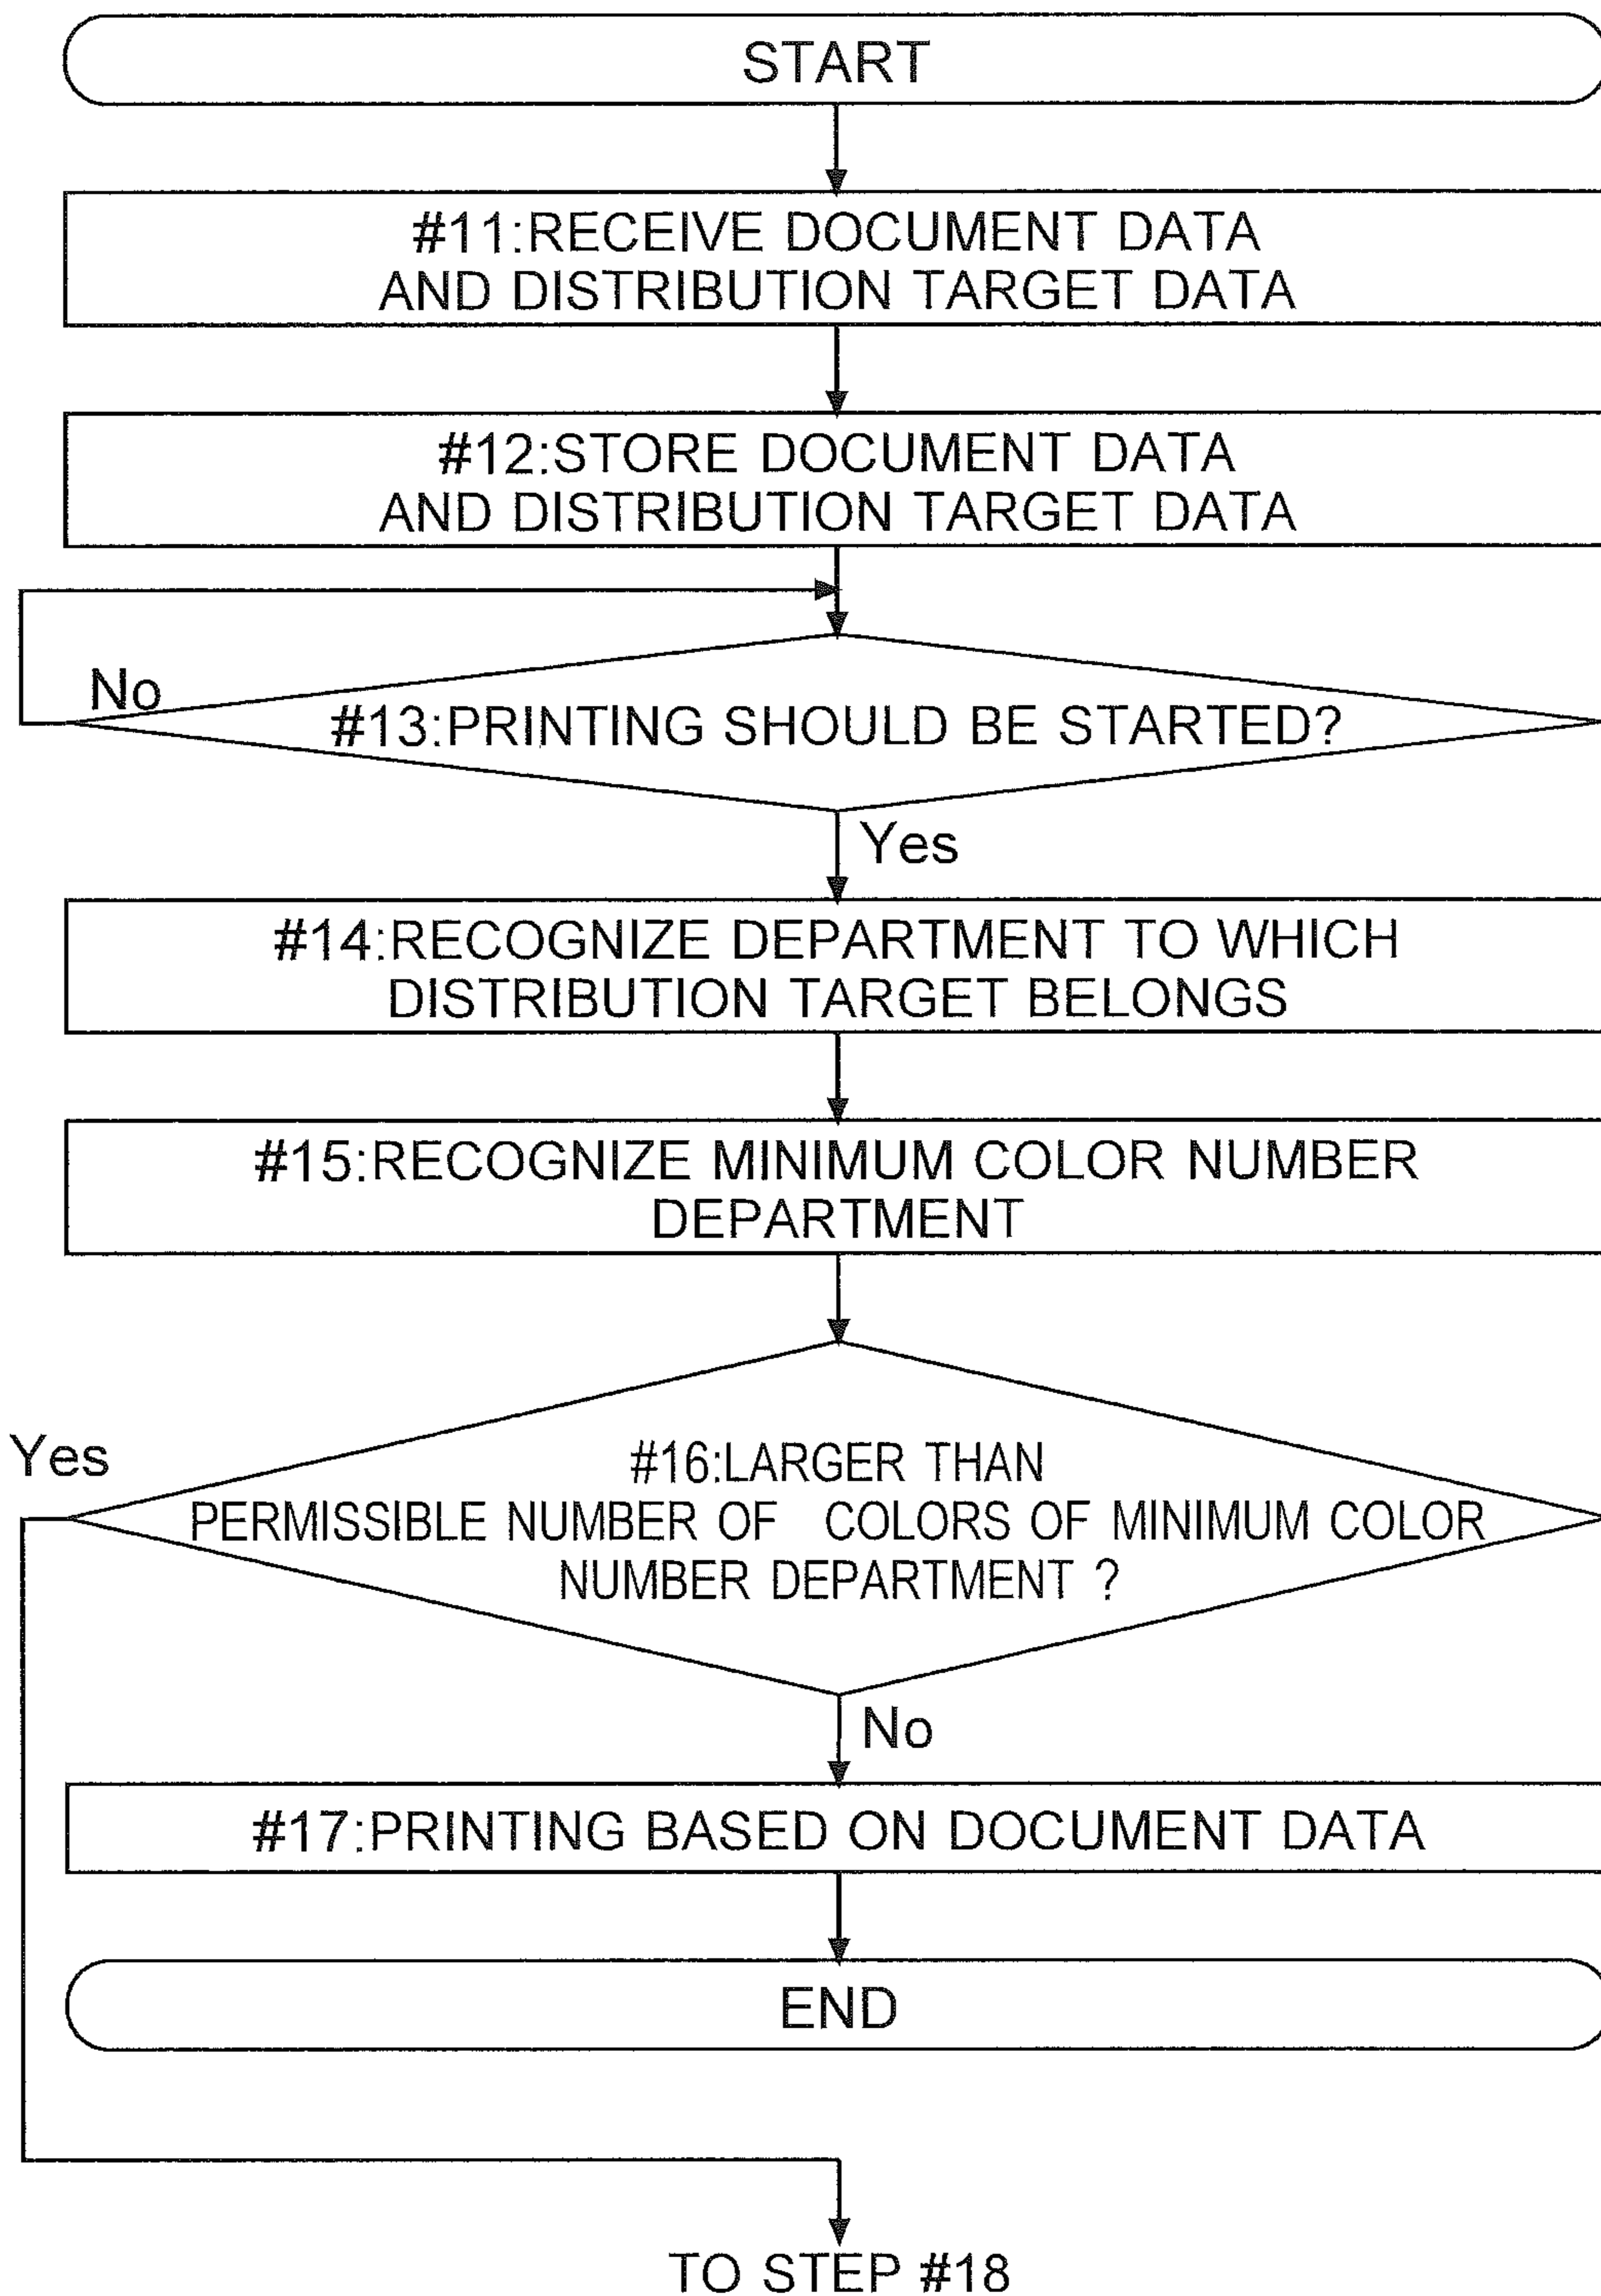 START
#11:RECEIVE DOCUMENT DATA
AND DISTRIBUTION TARGET DATA
#12:STORE DOCUMENT DATA
AND DISTRIBUTION TARGET DATA
No
#13:PRINTING SHOULD BE STARTED?
Yes
#14:RECOGNIZE DEPARTMENT TO WHICH
DISTRIBUTION TARGET BELONGS
#15:RECOGNIZE MINIMUM COLOR NUMBER
DEPARTMENT
Yes
#16:LARGER THAN
PERMISSIBLE NUMBER OF COLORS OF MINIMUM COLOR
NUMBER DEPARTMENT ?
No
#17:PRINTING BASED ON DOCUMENT DATA
END
TO STEP #18